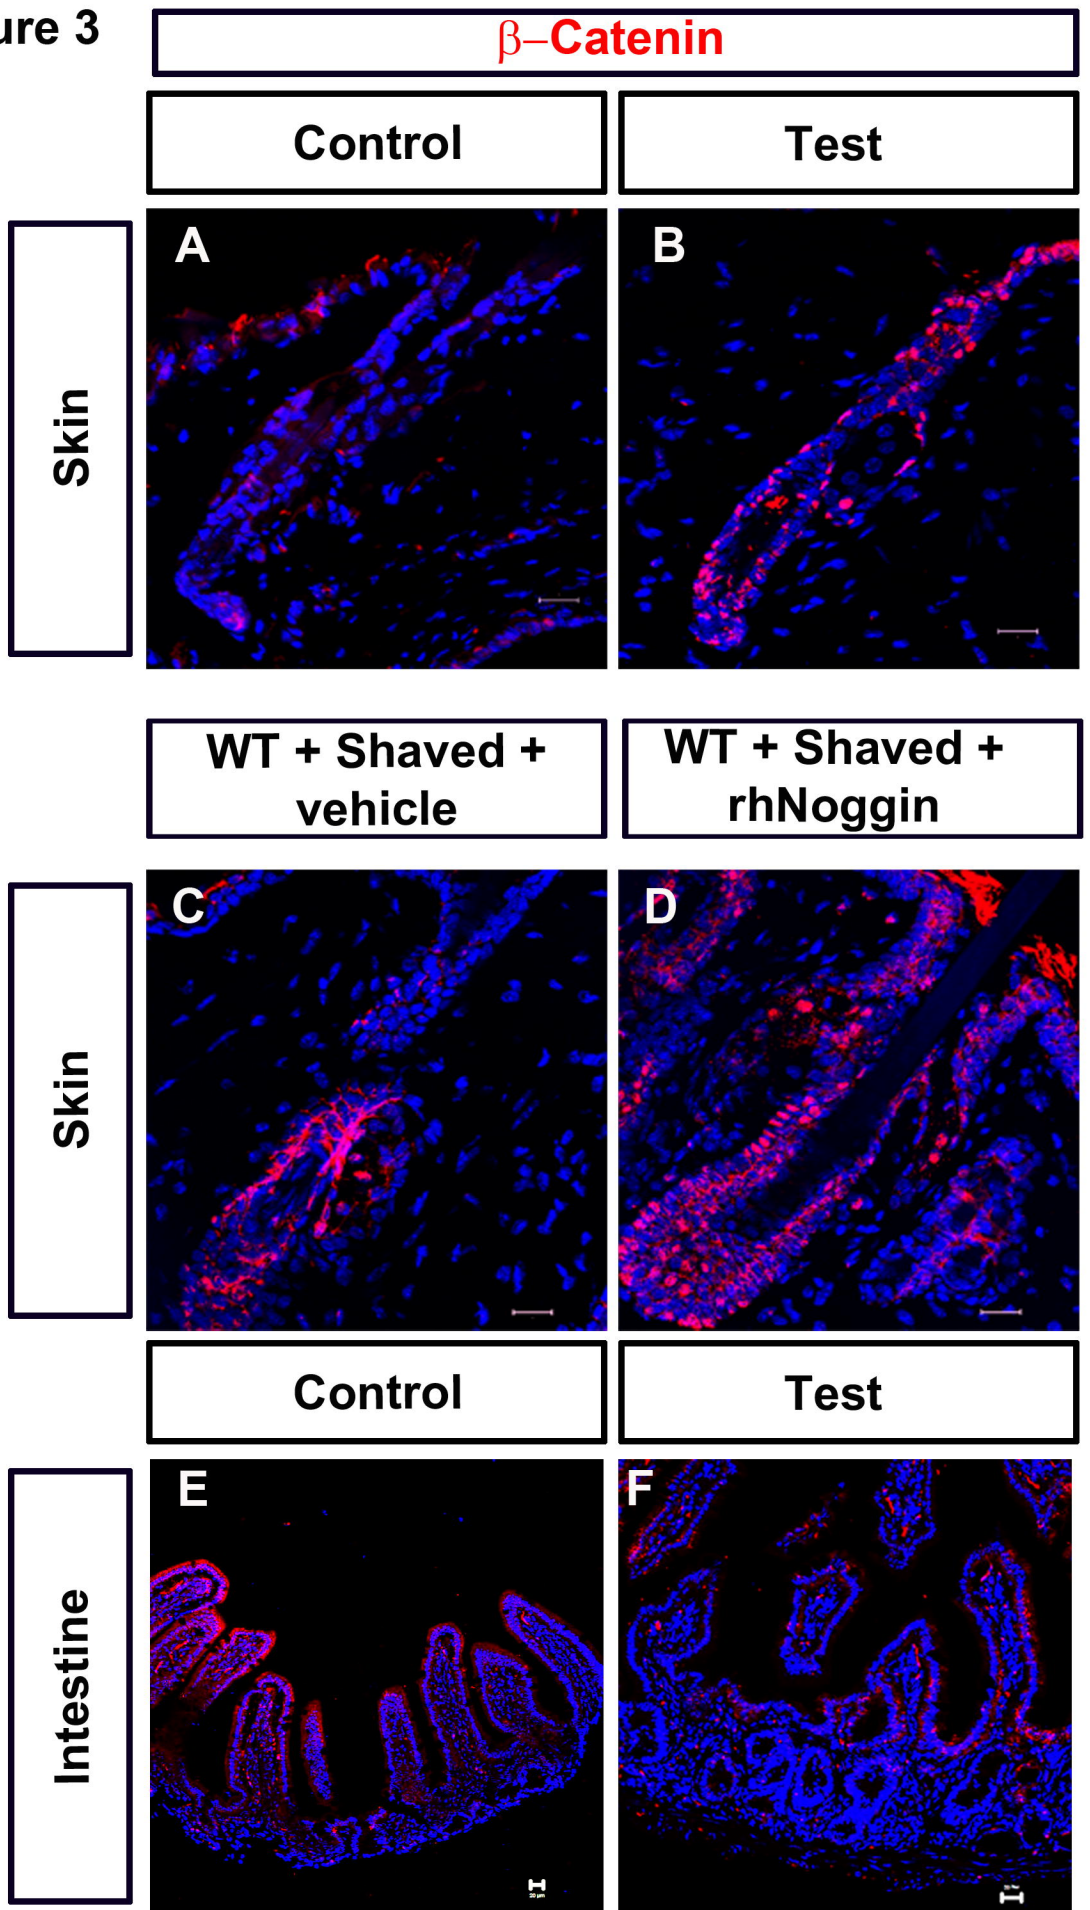 ure 3
β–Catenin
Control
Test
Skin
A
B
WT + Shaved +
vehicle
WT + Shaved +
rhNoggin
Skin
C
D
Control
Test
Intestine
E
F